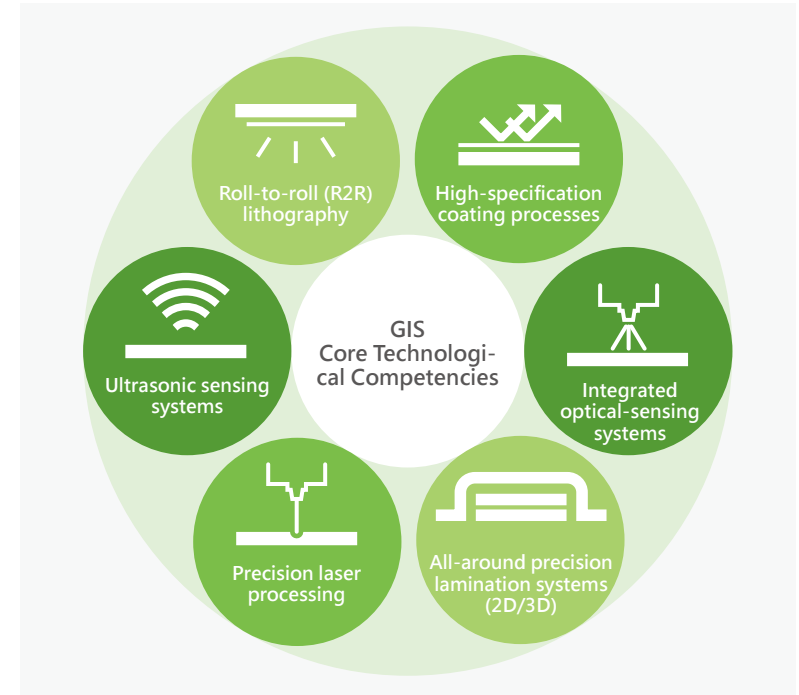 Roll-to-roll (R2R)
lithography
High-specification
coating processes
GIS
Core Technologi-
cal Competencies
Ultrasonic sensing
systems
Integrated
optical-sensing
systems
Precision laser
processing
All-around precision
lamination systems
(2D/3D)